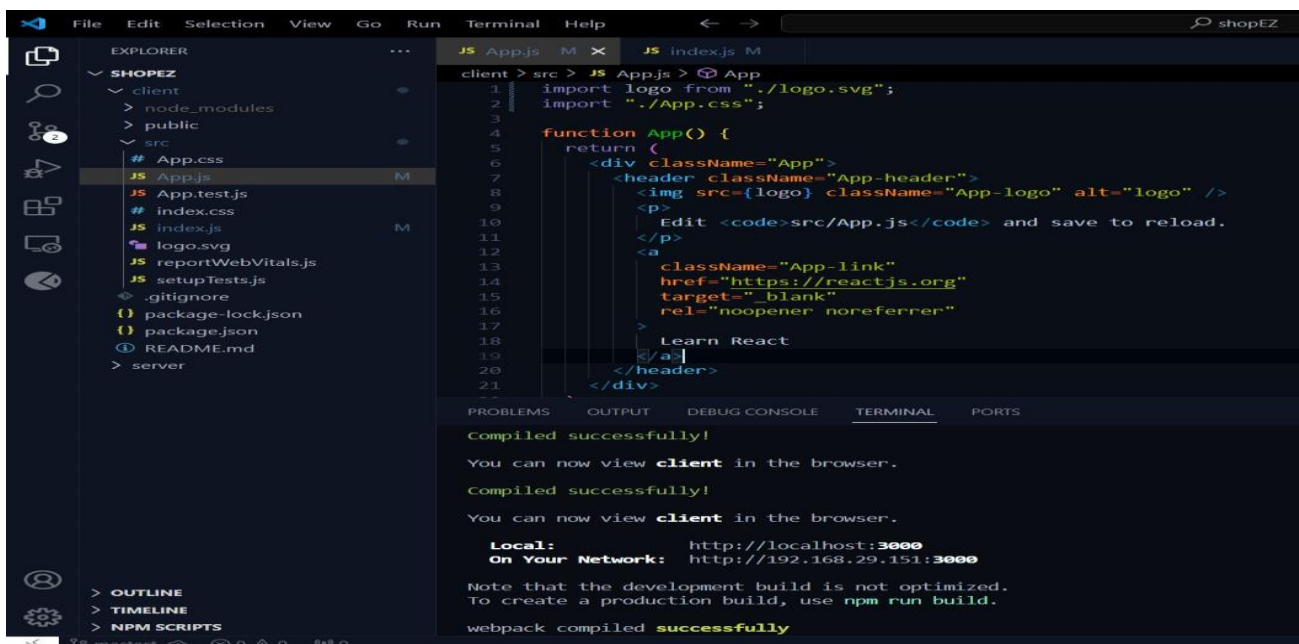 File Edit Selection View Go Run Terminal Help
shopEZ
EXPLORER
SHOPEZ
client
node_modules
public
src
# App.css
JS App.js M
JS App.test.js
# index.css
JS index.js M
logo.svg
JS reportWebVitals.js
JS setupTests.js
.gitignore
{} package-lock.json
{} package.json
README.md
server
OUTLINE
TIMELINE
NPM SCRIPTS
2
JS App.js M
JS index.js M
client > src > JS App.js > App
1 import logo from "./logo.svg";
2 import "./App.css";
3
4 function App() {
5 return (
6 <div className="App">
7 <header className="App-header">
8 <img src={logo} className="App-logo" alt="logo" />
9 <p>
10 Edit <code>src/App.js</code> and save to reload.
11 </p>
12 <a
13 className="App-link"
14 href="https://reactjs.org"
15 target="_blank"
16 rel="noopener noreferrer"
17 >
18 Learn React
19 </a>
20 </header>
21 </div>
PROBLEMS OUTPUT DEBUG CONSOLE TERMINAL PORTS
Compiled successfully!
You can now view client in the browser.
Compiled successfully!
You can now view client in the browser.
Local: http://localhost:3000
On Your Network: http://192.168.29.151:3000
Note that the development build is not optimized.
To create a production build, use npm run build.
webpack compiled successfully